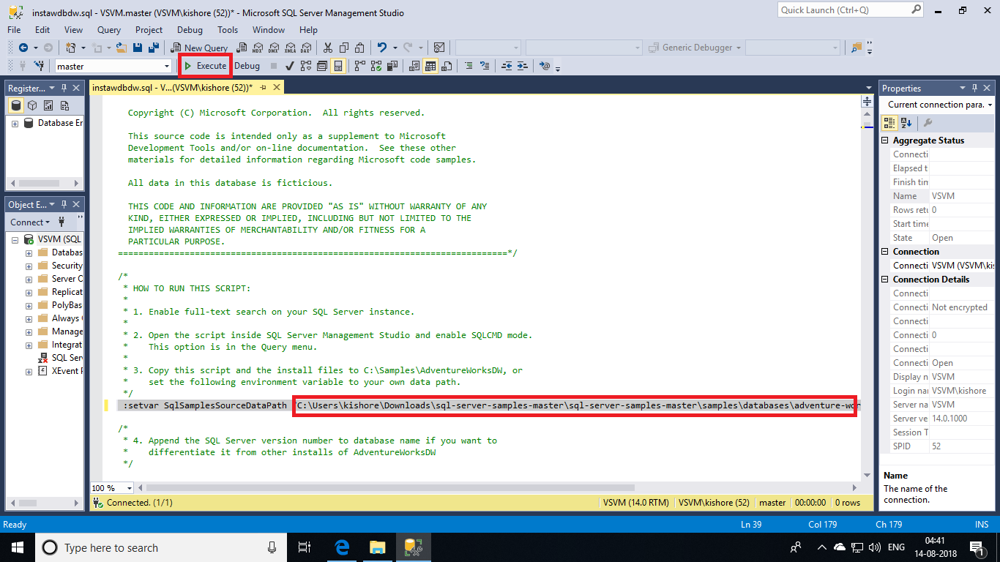 instawdbdw.sql - VSVM.master (VSVM\kishore (52))* - Microsoft SQL Server Management Studio
Quick Launch (Ctrl+Q)
File Edit View Query Project Debug Tools Window Help
New Query
MDX DMX XMLA DAX
Generic Debugger
master
Execute
Debug
Register...
Database Er
Object E...
Connect
VSVM (SQL
Databas
Security
Server O
Replicat
PolyBas
Always
Manage
Integrat
SQL Ser
XEvent P
instawdbdw.sql - V...(VSVM\kishore (52))*
Copyright (C) Microsoft Corporation.  All rights reserved.
This source code is intended only as a supplement to Microsoft
Development Tools and/or on-line documentation.  See these other
materials for detailed information regarding Microsoft code samples.
All data in this database is ficticious.
THIS CODE AND INFORMATION ARE PROVIDED "AS IS" WITHOUT WARRANTY OF ANY
KIND, EITHER EXPRESSED OR IMPLIED, INCLUDING BUT NOT LIMITED TO THE
IMPLIED WARRANTIES OF MERCHANTABILITY AND/OR FITNESS FOR A
PARTICULAR PURPOSE.
============================================================================*/
/*
* HOW TO RUN THIS SCRIPT:
*
* 1. Enable full-text search on your SQL Server instance.
*
* 2. Open the script inside SQL Server Management Studio and enable SQLCMD mode.
*    This option is in the Query menu.
*
* 3. Copy this script and the install files to C:\Samples\AdventureWorksDW, or
*    set the following environment variable to your own data path.
*/
:setvar SqlSamplesSourceDataPath "C:\Users\kishore\Downloads\sql-server-samples-master\sql-server-samples-master\samples\databases\adventure-wor
/*
* 4. Append the SQL Server version number to database name if you want to
*    differentiate it from other installs of AdventureWorksDW
*/
100 %
Connected. (1/1)
VSVM (14.0 RTM)
VSVM\kishore (52)
master
00:00:00
0 rows
Properties
Current connection para.
Aggregate Status
Connecti
Elapsed t
Finish tim
Name VSVM
Rows retu 0
Start time
State Open
Connection
Connecti VSVM (VSVM\kis
Connection Details
Connecti
Connecti Not encrypted
Connecti
Connecti 0
Connecti
Connecti Open
Display n VSVM
Login nar VSVM\kishore
Server na VSVM
Server ve 14.0.1000
Session T
SPID 52
Name
The name of the
connection.
Ready
Ln 39
Col 179
Ch 179
INS
Type here to search
ENG
04:41
14-08-2018
1